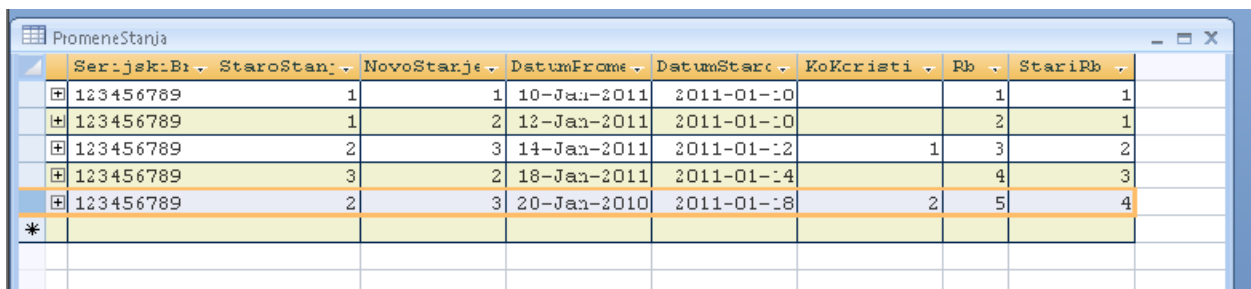 PromeneStanja
SerijskiBr StaroStanj NovoStanje DatumProme DatumStaro KoKoristi Rb StariRb
123456789 1 1 10-Jan-2011 2011-01-10 1 1
123456789 1 2 12-Jan-2011 2011-01-10 2 1
123456789 2 3 14-Jan-2011 2011-01-12 1 3 2
123456789 3 2 18-Jan-2011 2011-01-14 4 3
123456789 2 3 20-Jan-2010 2011-01-18 2 5 4